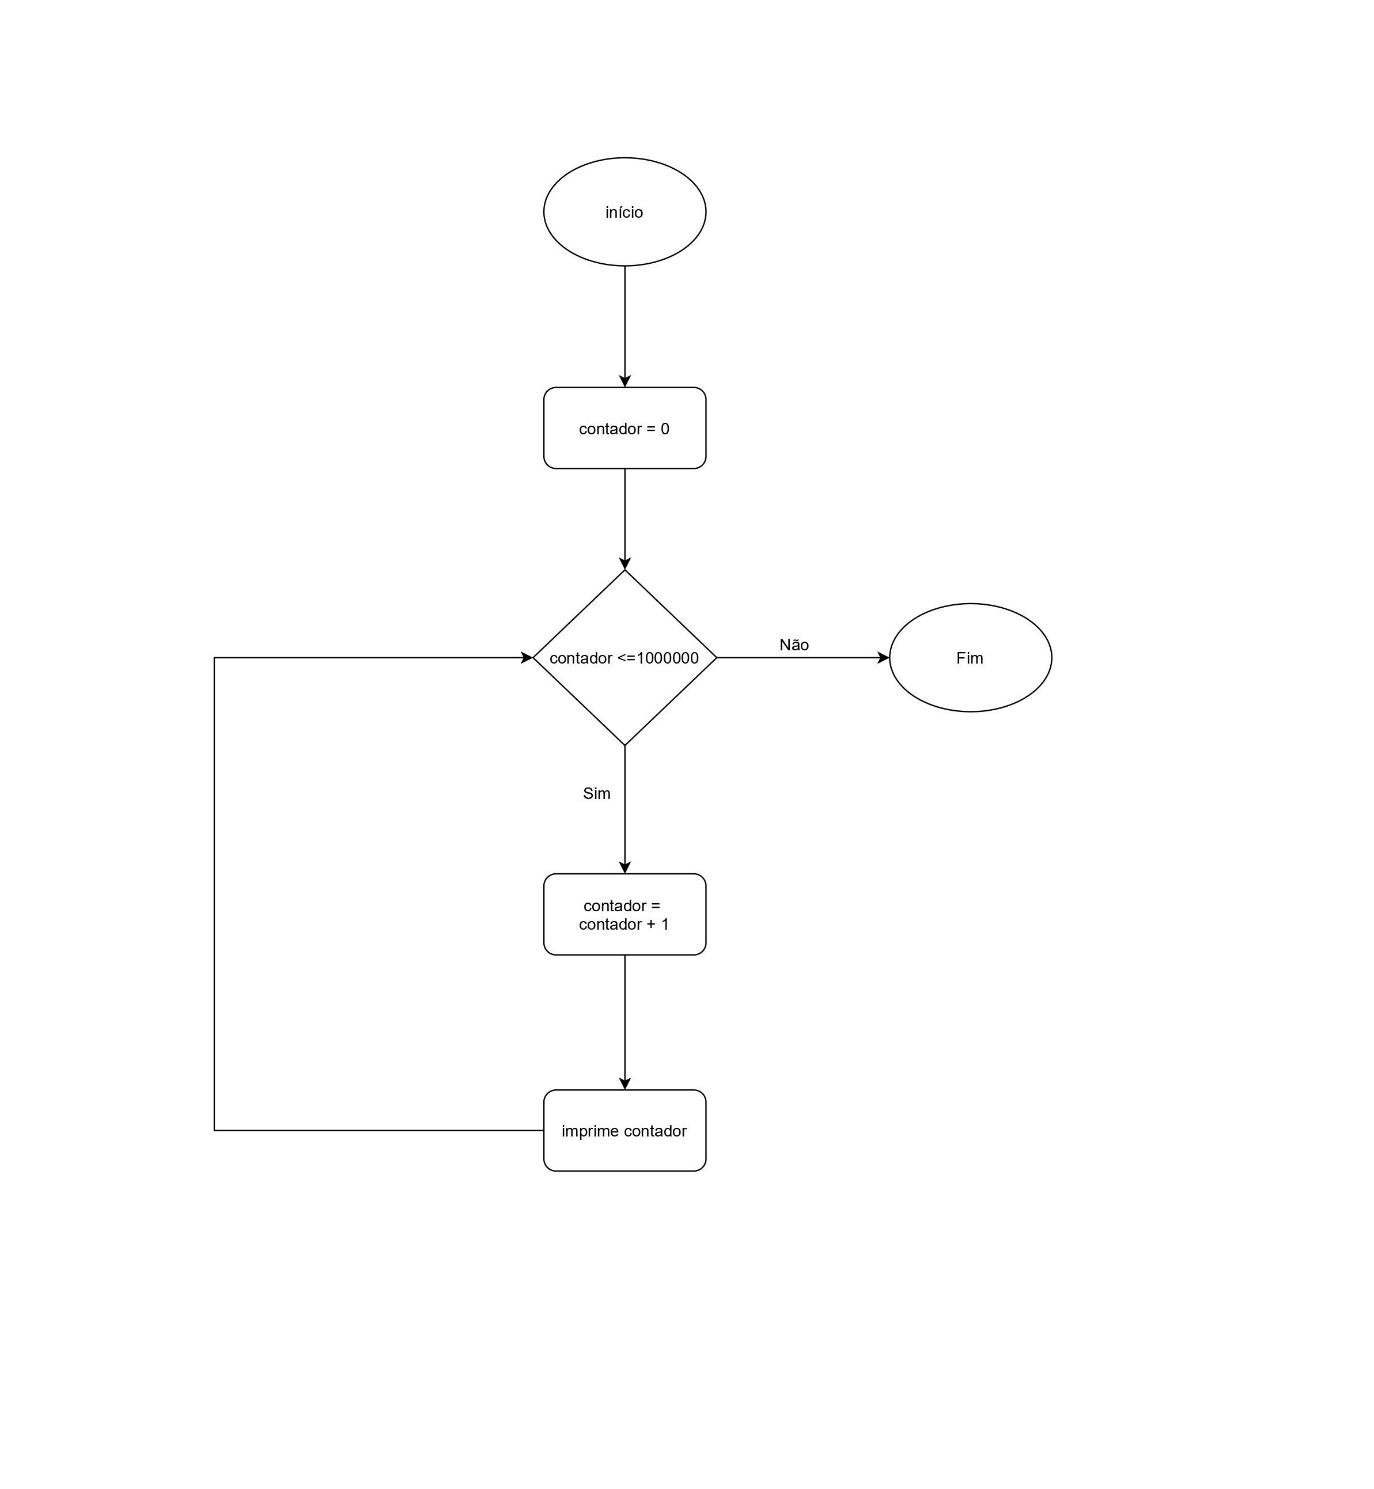 início
contador = 0
contador <=1000000
Não
Fim
Sim
contador =
contador + 1
imprime contador